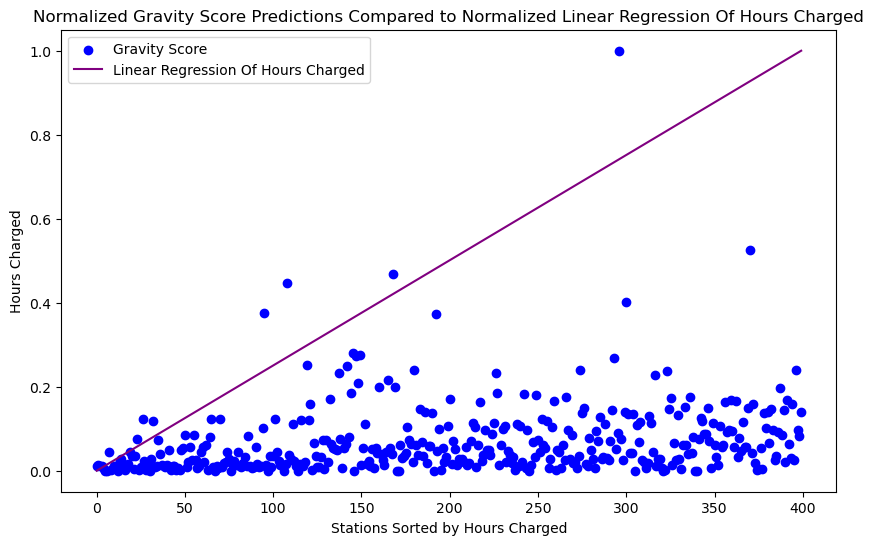 Normalized Gravity Score Predictions Compared to Normalized Linear Regression Of Hours Charged
Gravity Score
Linear Regression Of Hours Charged
1.0
0.8
0.6
0.4
0.2
0.0
Hours Charged
0 50 100 150 200 250 300 350 400
Stations Sorted by Hours Charged